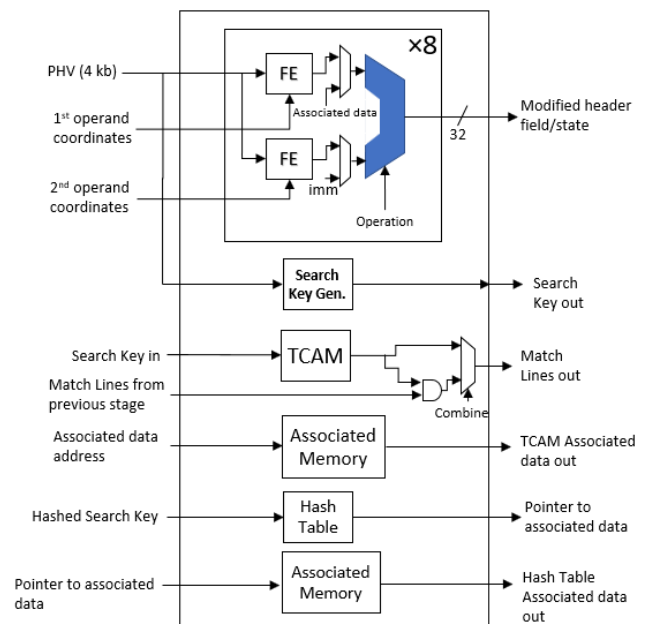 ×8
PHV (4 kb)
FE
Associated data
1st operand
coordinates
Modified header
field/state
32
FE
imm
2nd operand
coordinates
Operation
Search
Key Gen.
Search
Key out
Search Key in
TCAM
Match
Lines out
Match Lines from
previous stage
Combine
Associated data
address
Associated
Memory
TCAM Associated
data out
Hashed Search Key
Hash
Table
Pointer to
associated data
Pointer to associated
data
Associated
Memory
Hash Table
Associated data
out